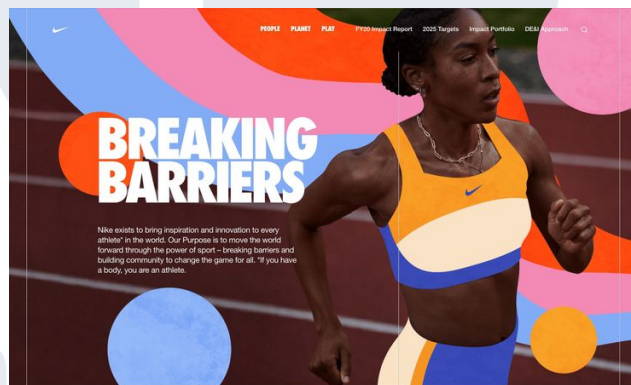 PEOPLE PLANET PLAY FY20 Impact Report 2025 Targets Impact Portfolio DE&I Approach
BREAKING
BARRIERS
Nike exists to bring inspiration and innovation to every
athlete* in the world. Our Purpose is to move the world
forward through the power of sport – breaking barriers and
building community to change the game for all. *If you have
a body, you are an athlete.